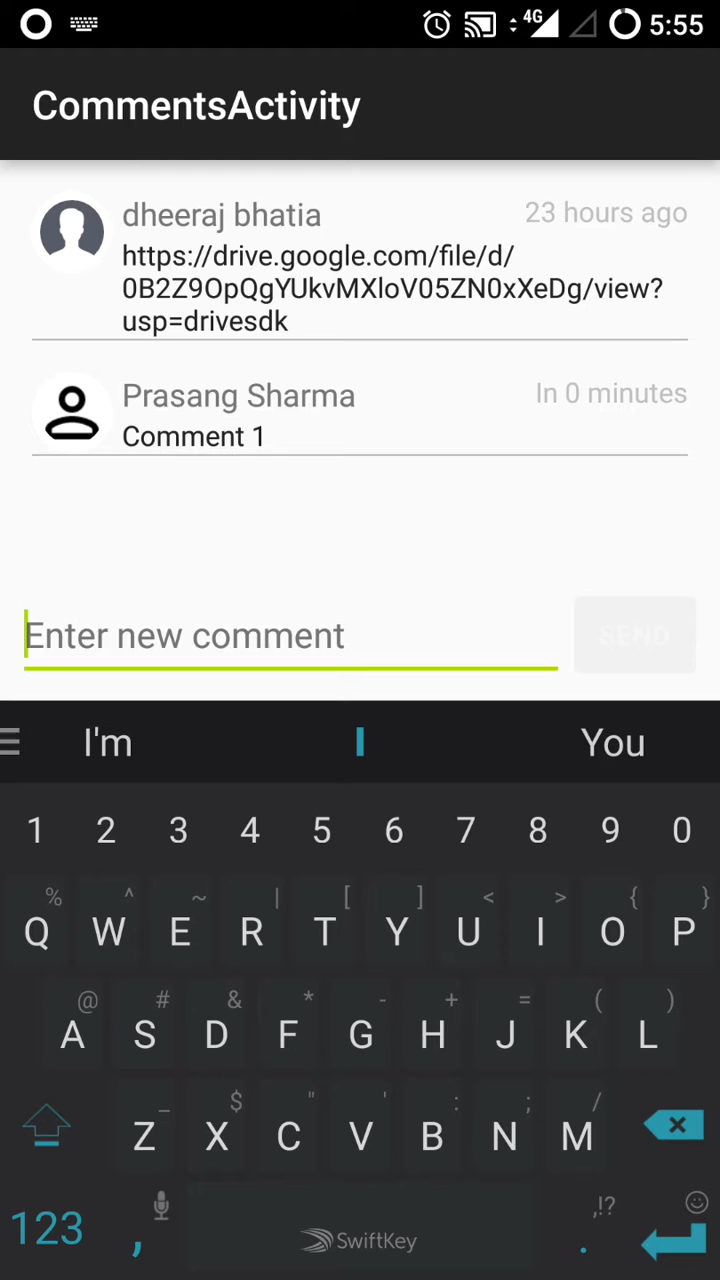 4G 5:55
CommentsActivity
dheeraj bhatia 23 hours ago
https://drive.google.com/file/d/
0B2Z9OpQgYUkvMXloV05ZN0xXeDg/view?
usp=drivesdk
Prasang Sharma In 0 minutes
Comment 1
Enter new comment SEND
I'm I You
1 2 3 4 5 6 7 8 9 0
% ^ ~ | [ ] < > { }
Q W E R T Y U I O P
@ # & * - + = ( )
A S D F G H J K L
_ $ " ' : ; /
Z X C V B N M
,!?
123 , SwiftKey .